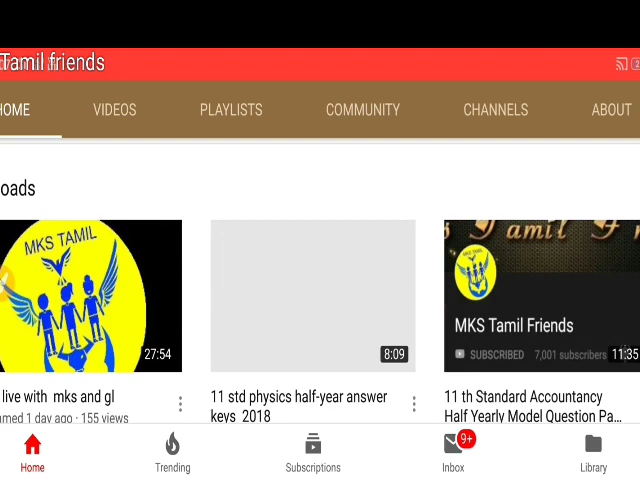 Tamil friends
HOME VIDEOS PLAYLISTS COMMUNITY CHANNELS ABOUT
oads
MKS TAMIL
27:54
8:09
Tamil
MKS Tamil Friends
SUBSCRIBED 7,001 subscribers
11:35
live with mks and gl
med 1 day ago · 155 views
11 std physics half-year answer
keys 2018
11 th Standard Accountancy
Half Yearly Model Question Pa...
9+
Home Trending Subscriptions Inbox Library